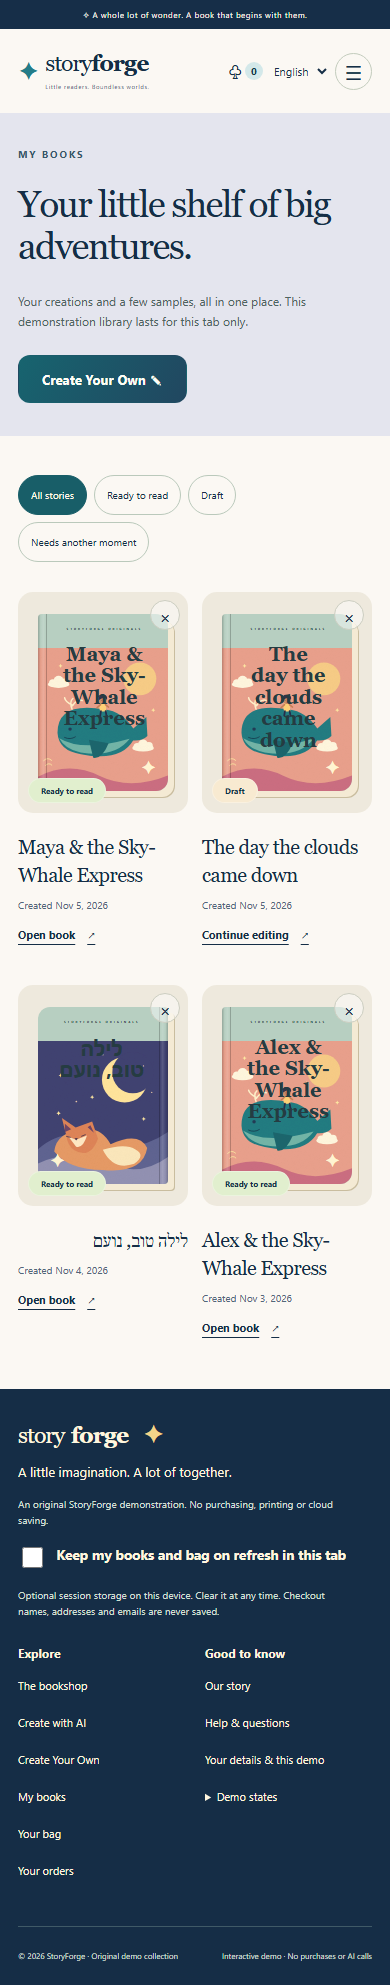 ✧ A whole lot of wonder. A book that begins with them.
storyforge
Little readers. Boundless worlds.
0
English
MY BOOKS
Your little shelf of big
adventures.
Your creations and a few samples, all in one place. This
demonstration library lasts for this tab only.
Create Your Own
All stories
Ready to read
Draft
Needs another moment
STORYFORGE ORIGINALS
Maya &
the Sky-
Whale
Express
Ready to read
STORYFORGE ORIGINALS
The
day the
clouds
came
down
Draft
Maya & the Sky-
Whale Express
Created Nov 5, 2026
Open book ↗
The day the clouds
came down
Created Nov 5, 2026
Continue editing ↗
STORYFORGE ORIGINALS
לילה
טוב, נועם
Ready to read
STORYFORGE ORIGINALS
Alex &
the Sky-
Whale
Express
Ready to read
לילה טוב, נועם
Created Nov 4, 2026
Open book ↗
Alex & the Sky-
Whale Express
Created Nov 3, 2026
Open book ↗
story forge
A little imagination. A lot of together.
An original StoryForge demonstration. No purchasing, printing or cloud
saving.
Keep my books and bag on refresh in this tab
Optional session storage on this device. Clear it at any time. Checkout
names, addresses and emails are never saved.
Explore
The bookshop
Create with AI
Create Your Own
My books
Your bag
Your orders
Good to know
Our story
Help & questions
Your details & this demo
Demo states
© 2026 StoryForge · Original demo collection
Interactive demo · No purchases or AI calls